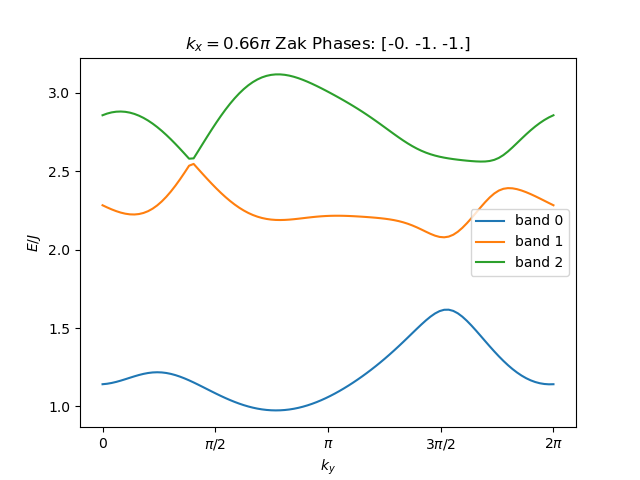 $k_x = 0.66\pi$ Zak Phases: [-0. -1. -1.]
E/J
3.0
2.5
2.0
1.5
1.0
band 0
band 1
band 2
0
π/2
π
3π/2
2π
$k_y$